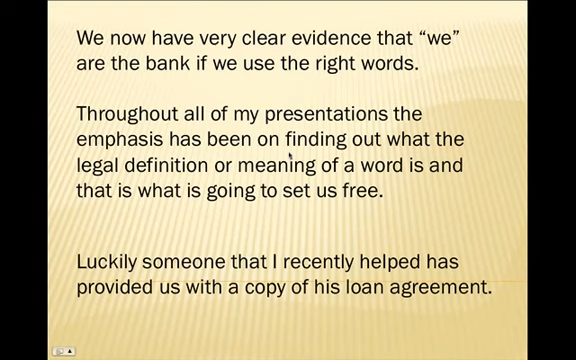 We now have very clear evidence that “we”
are the bank if we use the right words.
Throughout all of my presentations the
emphasis has been on finding out what the
legal definition or meaning of a word is and
that is what is going to set us free.
Luckily someone that I recently helped has
provided us with a copy of his loan agreement.